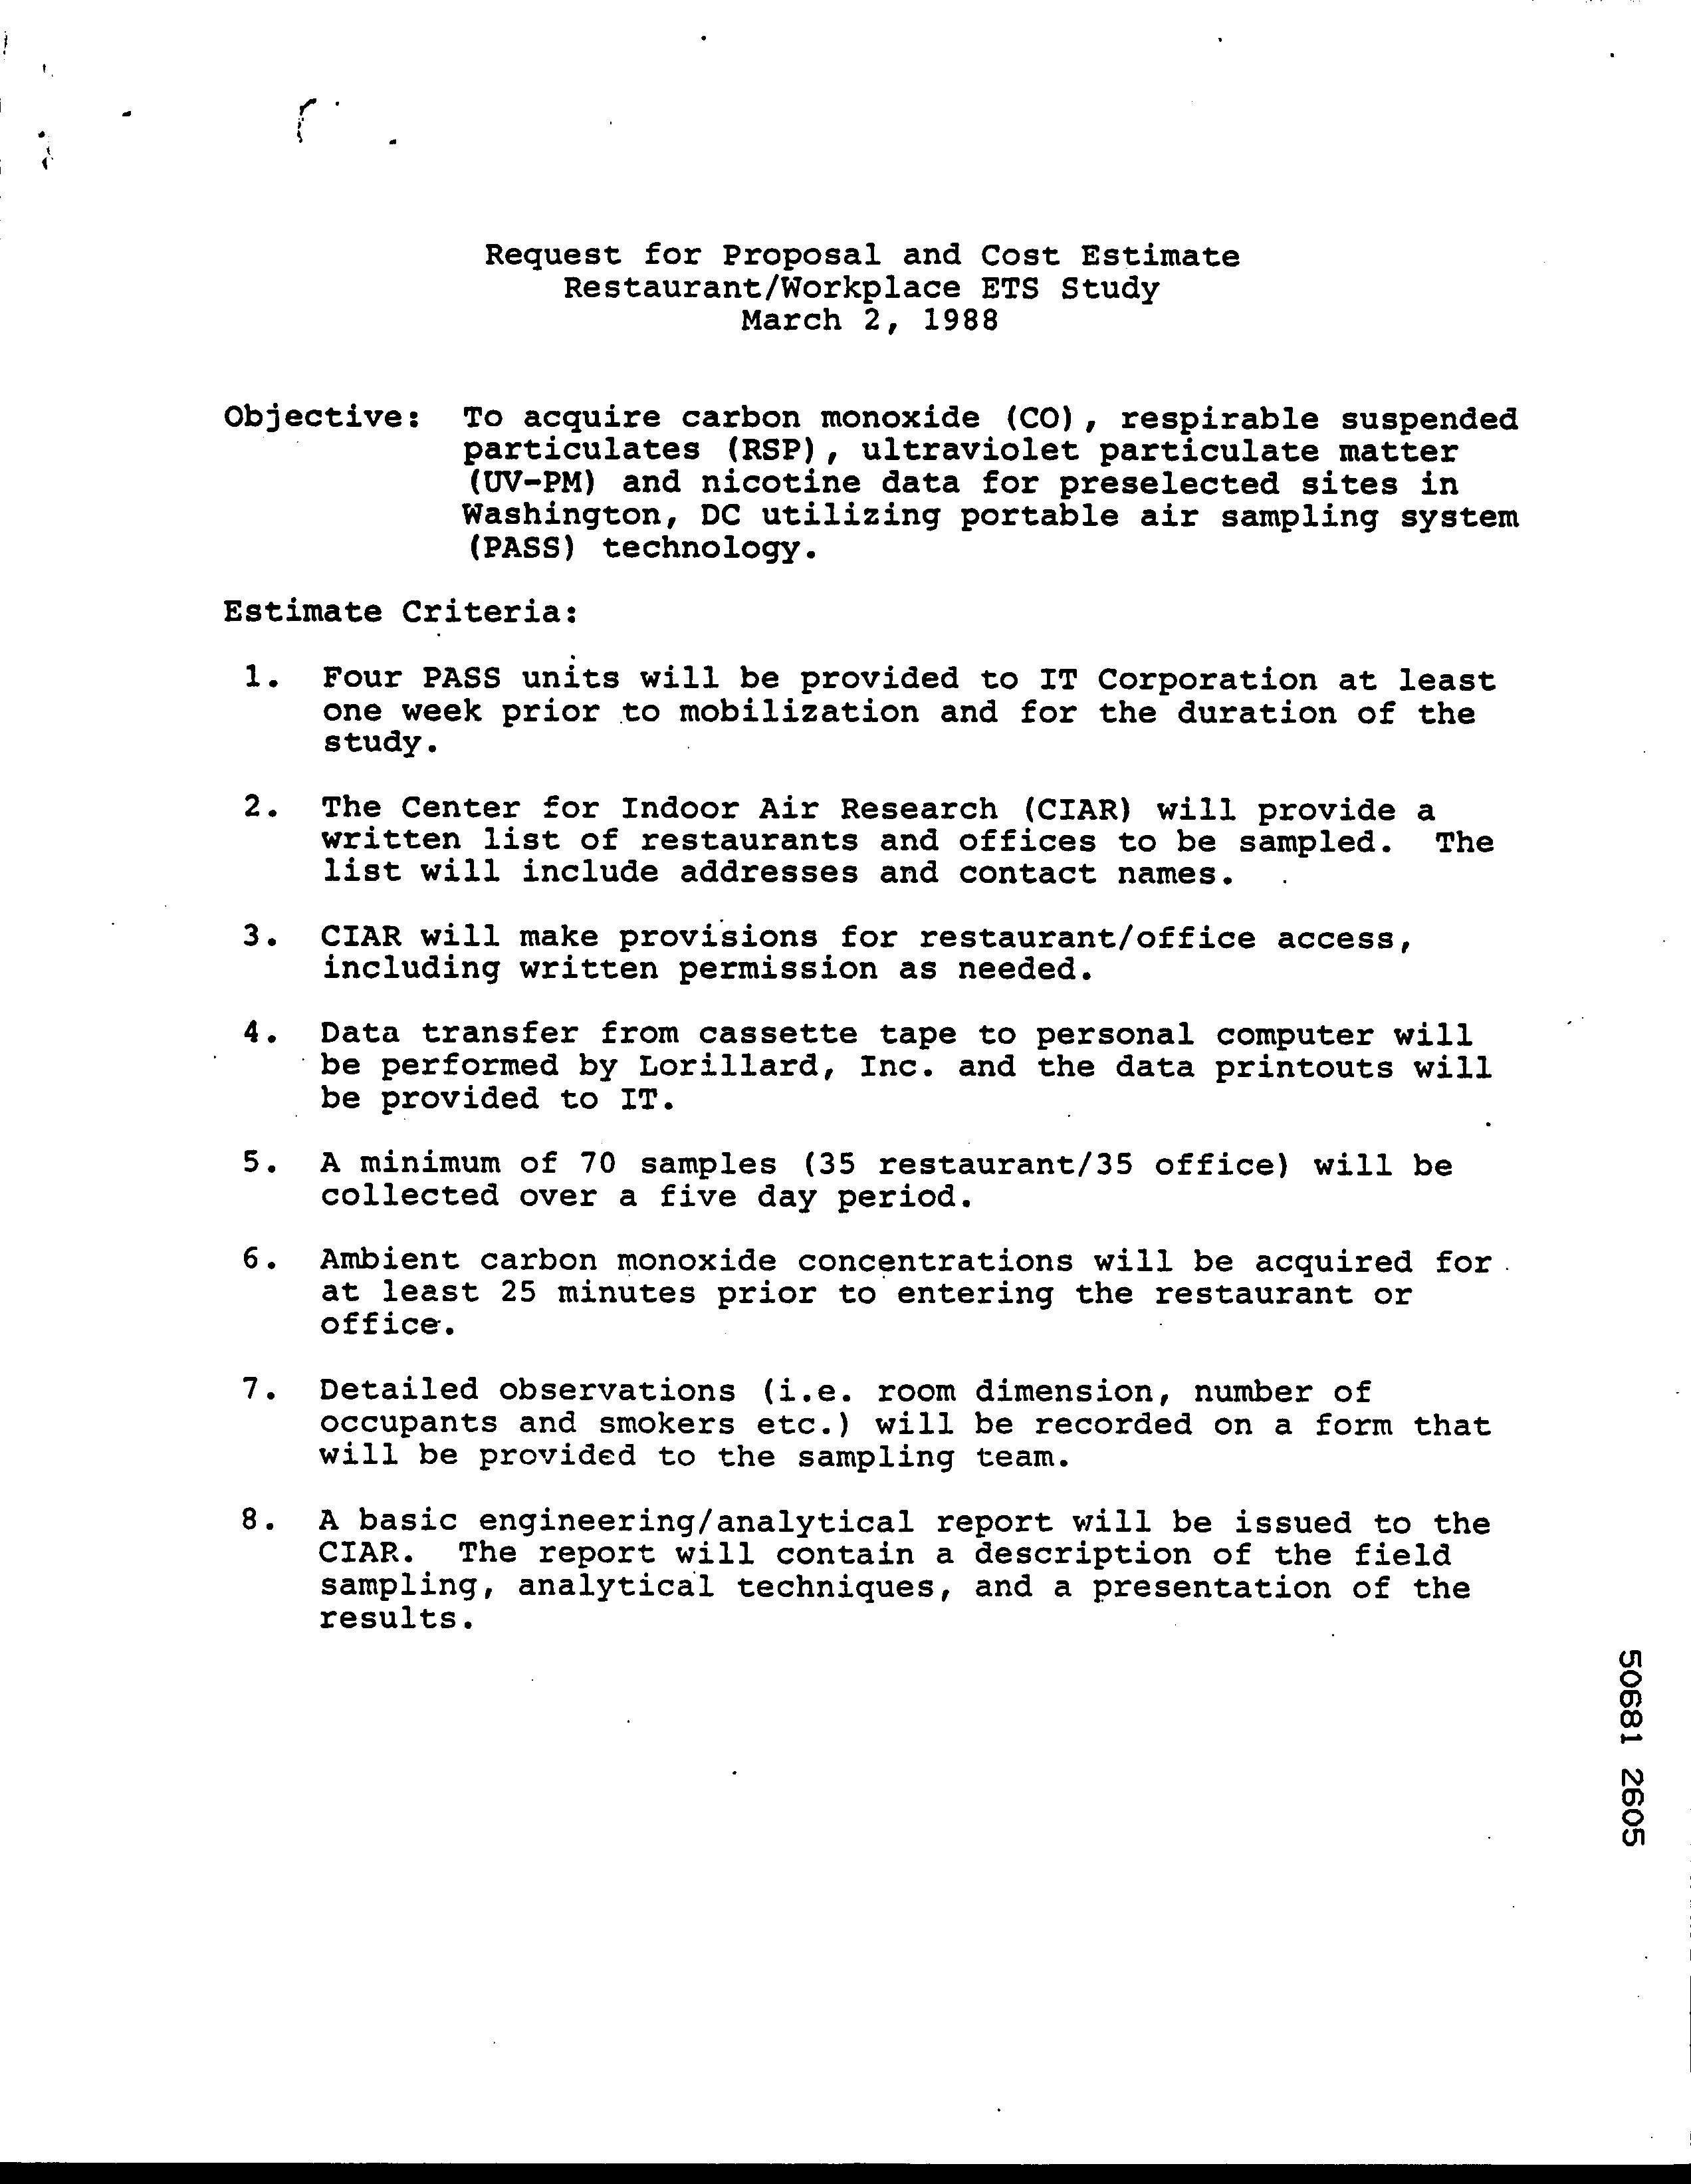 Request for Proposal and Cost Estimate
Restaurant/Workplace ETS Study
March 2, 1988
Objective: To acquire carbon monoxide (CO), respirable suspended
particulates (RSP), ultraviolet particulate matter
(UV-PM) and nicotine data for preselected sites in
Washington, DC utilizing portable air sampling system
(PASS) technology.
Estimate Criteria:
1. Four PASS units will be provided to IT Corporation at least
one week prior to mobilization and for the duration of the
study.
2. The Center for Indoor Air Research (CIAR) will provide a
written list of restaurants and offices to be sampled. The
list will include addresses and contact names.
3. CIAR will make provisions for restaurant/office access,
including written permission as needed.
4. Data transfer from cassette tape to personal computer will
be performed by Lorillard, Inc. and the data printouts will
be provided to IT.
5. A minimum of 70 samples (35 restaurant/35 office) will be
collected over a five day period.
6. Ambient carbon monoxide concentrations will be acquired for
at least 25 minutes prior to entering the restaurant or
office.
7. Detailed observations (i.e. room dimension, number of
occupants and smokers etc.) will be recorded on a form that
will be provided to the sampling team.
8. A basic engineering/analytical report will be issued to the
CIAR. The report will contain a description of the field
sampling, analytical techniques, and a presentation of the
results.
50681 2605